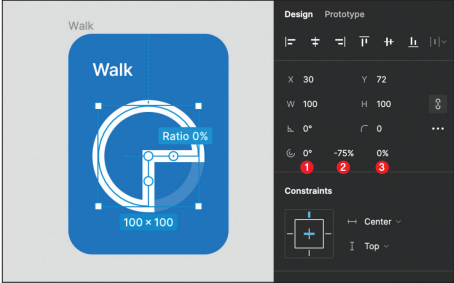 Walk
Walk
Ratio 0%
100 × 100
Design Prototype
X 30 Y 72
W 100 H 100
0° 0
0° -75% 0%
1 2 3
Constraints
Center
Top